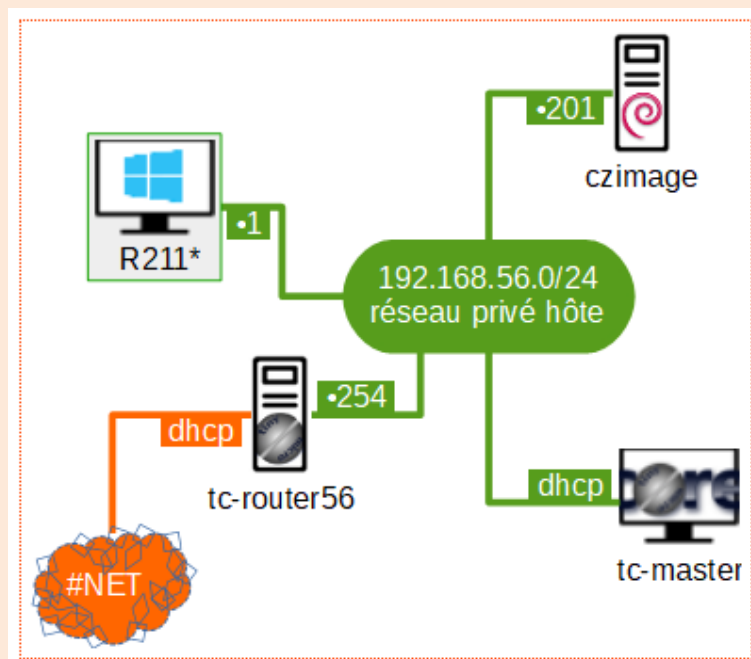 •201
czimage
•1
R211*
192.168.56.0/24
réseau privé hôte
•254
dhcp
tc-router56
dhcp
core
tc-master
#NET